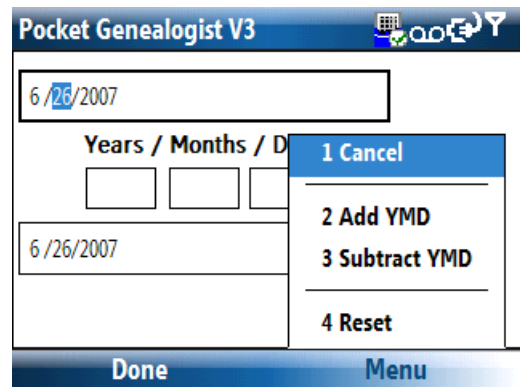 Pocket Genealogist V3
6 /26/2007
Years / Months / D
1 Cancel
2 Add YMD
6 /26/2007
3 Subtract YMD
4 Reset
Done Menu